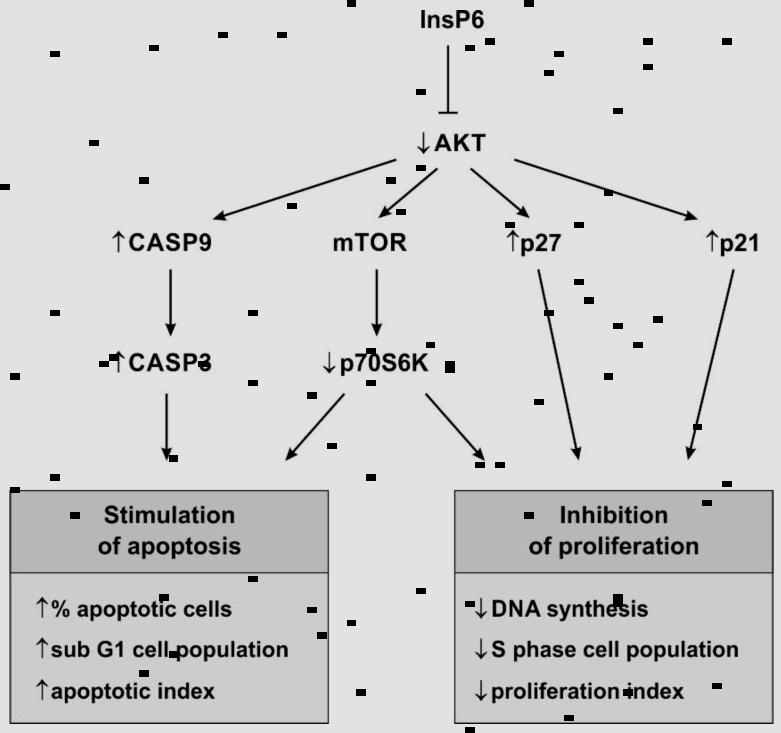 InsP6
↓AKT
↑CASP9 mTOR ↑p27 ↑p21
↑CASP3 ↓p70S6K
Stimulation
of apoptosis
↑% apoptotic cells
↑sub G1 cell population
↑apoptotic index
Inhibition
of proliferation
↓DNA synthesis
↓S phase cell population
↓proliferation index